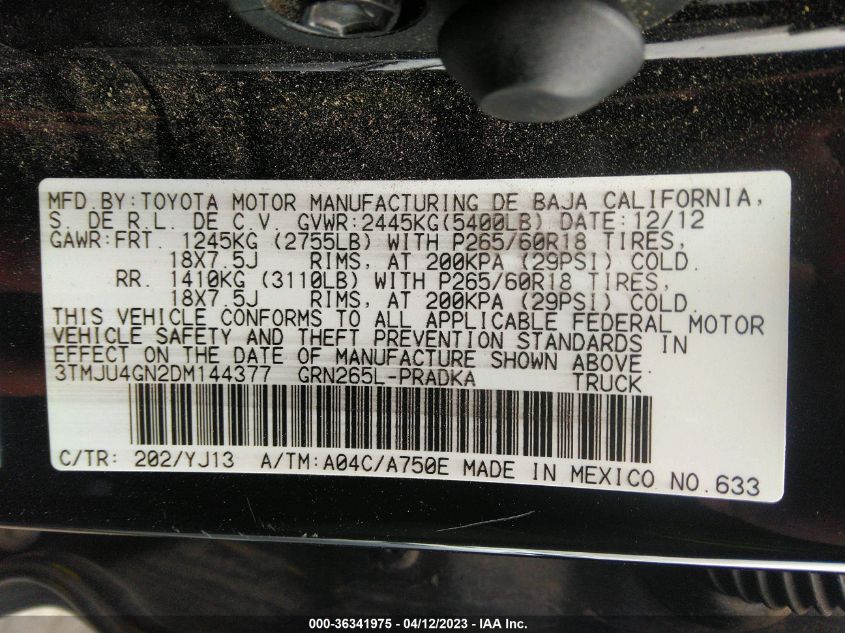 MFD.BY:TOYOTA MOTOR MANUFACTURING DE BAJA CALIFORNIA,
S. DE R.L. DE C.V. GVWR:2445KG(5400LB) DATE:12/12
GAWR:FRT. 1245KG (2755LB) WITH P265/60R18 TIRES,
18X7.5J RIMS, AT 200KPA (29PSI) COLD.
RR. 1410KG (3110LB) WITH P265/60R18 TIRES,
18X7.5J RIMS, AT 200KPA (29PSI) COLD.
THIS VEHICLE CONFORMS TO ALL APPLICABLE FEDERAL MOTOR
VEHICLE SAFETY AND THEFT PREVENTION STANDARDS IN
EFFECT ON THE DATE OF MANUFACTURE SHOWN ABOVE.
3TMJU4GN2DM144377 GRN265L-PRADKA TRUCK
C/TR: 202/YJ13 A/TM:A04C/A750E MADE IN MEXICO NO.633
000-36341975 - 04/12/2023 - IAA Inc.